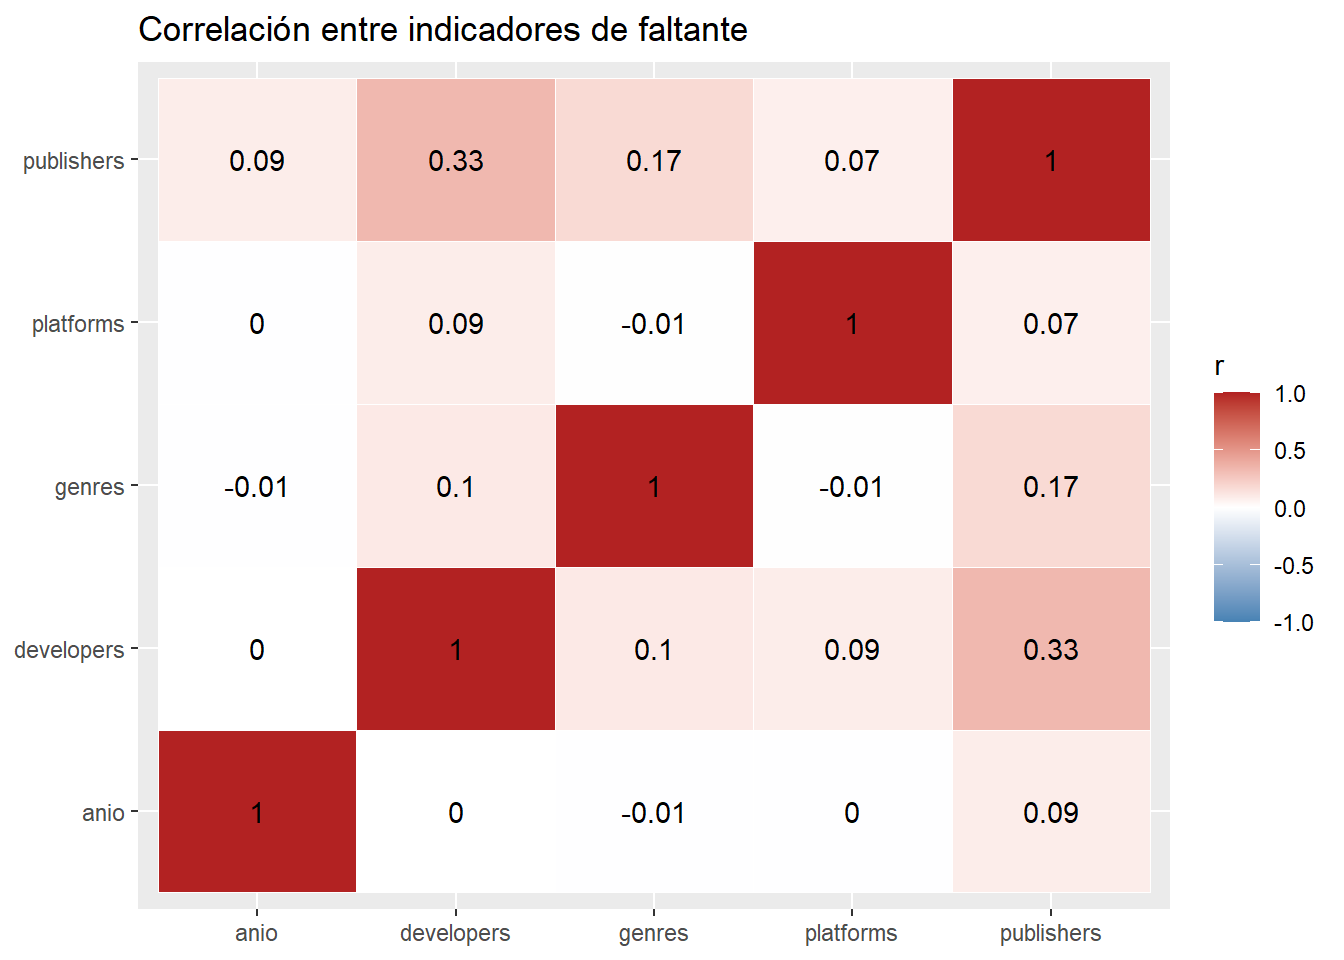 Correlación entre indicadores de faltante
publishers 0.09 0.33 0.17 0.07 1
platforms 0 0.09 -0.01 1 0.07
genres -0.01 0.1 1 -0.01 0.17
developers 0 1 0.1 0.09 0.33
anio 1 0 -0.01 0 0.09
anio developers genres platforms publishers
r
1.0
0.5
0.0
-0.5
-1.0